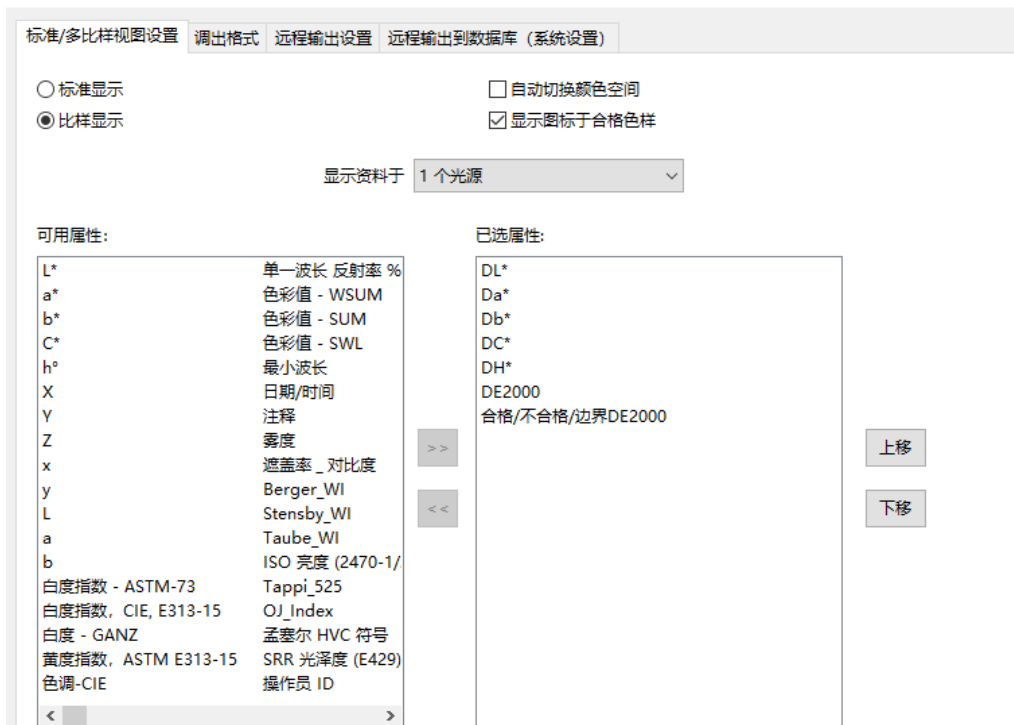 标准/多比样视图设置 调出格式 远程输出设置 远程输出到数据库（系统设置）
标准显示 自动切换颜色空间
比样显示 显示图标于合格色样
显示资料于 1 个光源
可用属性: 已选属性:
L* 单一波长 反射率 % DL*
a* 色彩值 - WSUM Da*
b* 色彩值 - SUM Db*
C* 色彩值 - SWL DC*
h° 最小波长 DH*
X 日期/时间 DE2000
Y 注释 合格/不合格/边界DE2000
Z 雾度 >> 上移
x 遮盖率 _ 对比度
y Berger_WI
L Stensby_WI << 下移
a Taube_WI
b ISO 亮度 (2470-1/
白度指数 - ASTM-73 Tappi_525
白度指数，CIE, E313-15 OJ_Index
白度 - GANZ 孟塞尔 HVC 符号
黄度指数，ASTM E313-15 SRR 光泽度 (E429)
色调-CIE 操作员 ID